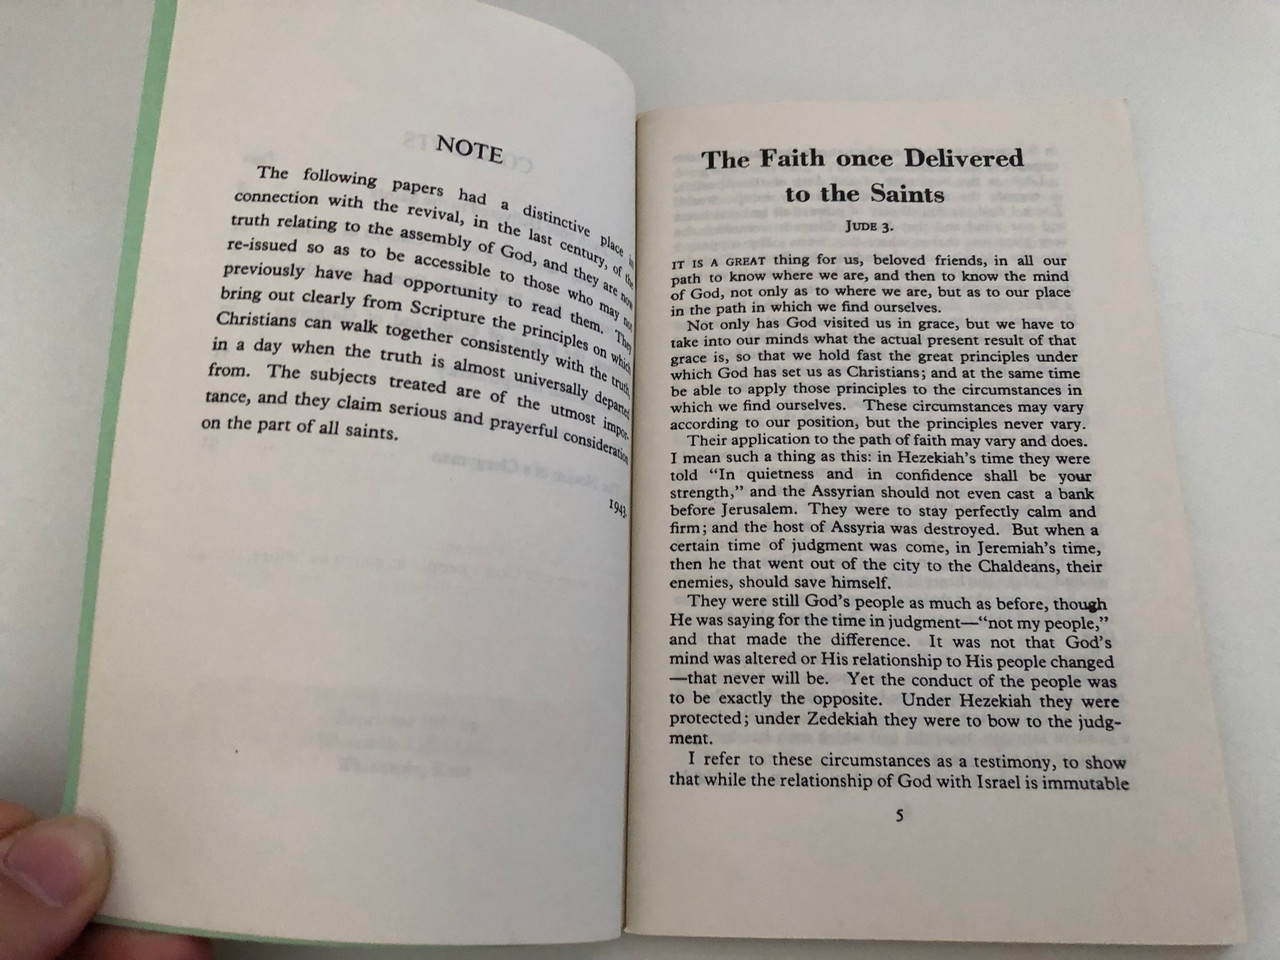 NOTE
The following papers had a distinctive place in
connection with the revival, in the last century, of the
truth relating to the assembly of God, and they are now
re-issued so as to be accessible to those who may not
previously have had opportunity to read them. They
bring out clearly from Scripture the principles on which
Christians can walk together consistently with the truth,
in a day when the truth is almost universally departed
from. The subjects treated are of the utmost impor-
tance, and they claim serious and prayerful consideration
on the part of all saints.
1943.
The Faith once Delivered
to the Saints
JUDE 3.
IT IS A GREAT thing for us, beloved friends, in all our
path to know where we are, and then to know the mind
of God, not only as to where we are, but as to our place
in the path in which we find ourselves.
Not only has God visited us in grace, but we have to
take into our minds what the actual present result of that
grace is, so that we hold fast the great principles under
which God has set us as Christians; and at the same time
be able to apply those principles to the circumstances in
which we find ourselves. These circumstances may vary
according to our position, but the principles never vary.
Their application to the path of faith may vary and does.
I mean such a thing as this: in Hezekiah's time they were
told "In quietness and in confidence shall be your
strength," and the Assyrian should not even cast a bank
before Jerusalem. They were to stay perfectly calm and
firm; and the host of Assyria was destroyed. But when a
certain time of judgment was come, in Jeremiah's time,
then he that went out of the city to the Chaldeans, their
enemies, should save himself.
They were still God's people as much as before, though
He was saying for the time in judgment—"not my people,"
and that made the difference. It was not that God's
mind was altered or His relationship to His people changed
—that never will be. Yet the conduct of the people was
to be exactly the opposite. Under Hezekiah they were
protected; under Zedekiah they were to bow to the judg-
ment.
I refer to these circumstances as a testimony, to show
that while the relationship of God with Israel is immutable
5